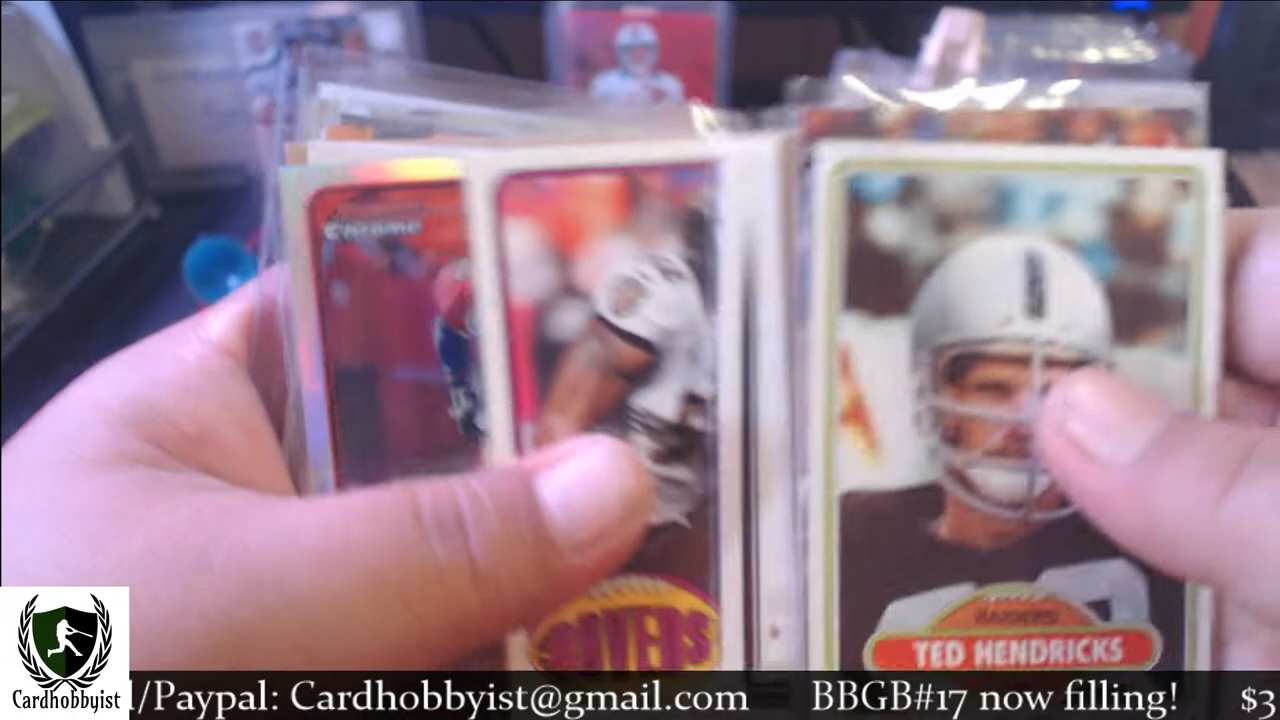 Chrome
RAIDERS
TED HENDRICKS
Cardhobbyist
l/Paypal: Cardhobbyist@gmail.com BBGB#17 now filling! $3